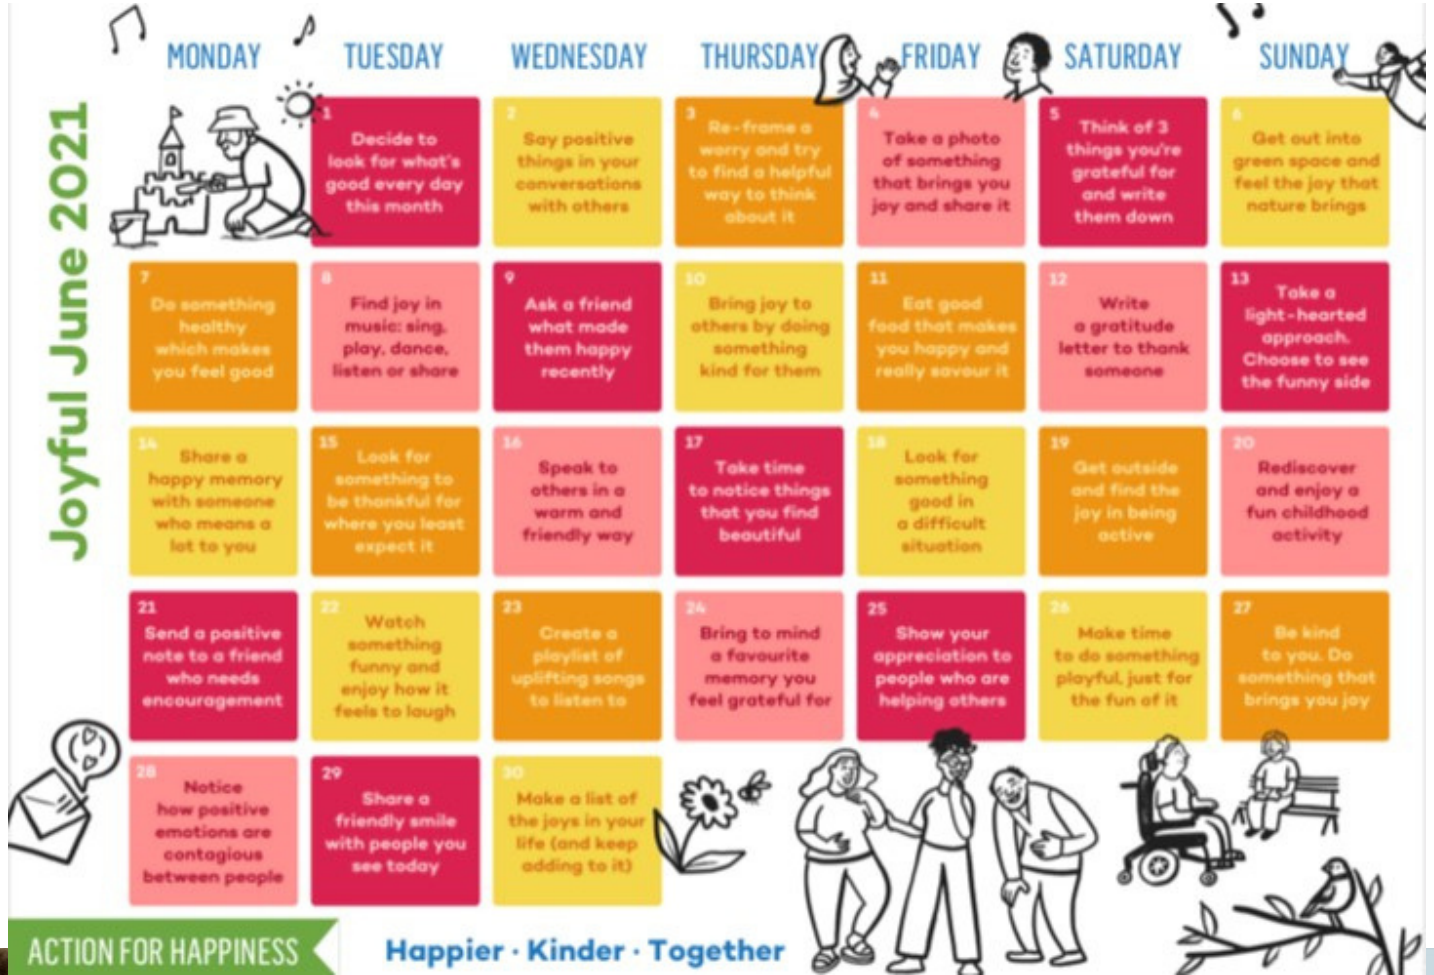 MONDAY TUESDAY WEDNESDAY THURSDAY FRIDAY SATURDAY SUNDAY
Joyful June 2021
1
Decide to
look for what's
good every day
this month
2
Say positive
things in your
conversations
with others
3
Re-frame a
worry and try
to find a helpful
way to think
about it
4
Take a photo
of something
that brings you
joy and share it
5
Think of 3
things you're
grateful for
and write
them down
6
Get out into
green space and
feel the joy that
nature brings
7
Do something
healthy
which makes
you feel good
8
Find joy in
music: sing,
play, dance,
listen or share
9
Ask a friend
what made
them happy
recently
10
Bring joy to
others by doing
something
kind for them
11
Eat good
food that makes
you happy and
really savour it
12
Write
a gratitude
letter to thank
someone
13
Take a
light-hearted
approach.
Choose to see
the funny side
14
Share a
happy memory
with someone
who means a
lot to you
15
Look for
something to
be thankful for
where you least
expect it
16
Speak to
others in a
warm and
friendly way
17
Take time
to notice things
that you find
beautiful
18
Look for
something
good in
a difficult
situation
19
Get outside
and find the
joy in being
active
20
Rediscover
and enjoy a
fun childhood
activity
21
Send a positive
note to a friend
who needs
encouragement
22
Watch
something
funny and
enjoy how it
feels to laugh
23
Create a
playlist of
uplifting songs
to listen to
24
Bring to mind
a favourite
memory you
feel grateful for
25
Show your
appreciation to
people who are
helping others
26
Make time
to do something
playful, just for
the fun of it
27
Be kind
to you. Do
something that
brings you joy
28
Notice
how positive
emotions are
contagious
between people
29
Share a
friendly smile
with people you
see today
30
Make a list of
the joys in your
life (and keep
adding to it)
ACTION FOR HAPPINESS
Happier · Kinder · Together